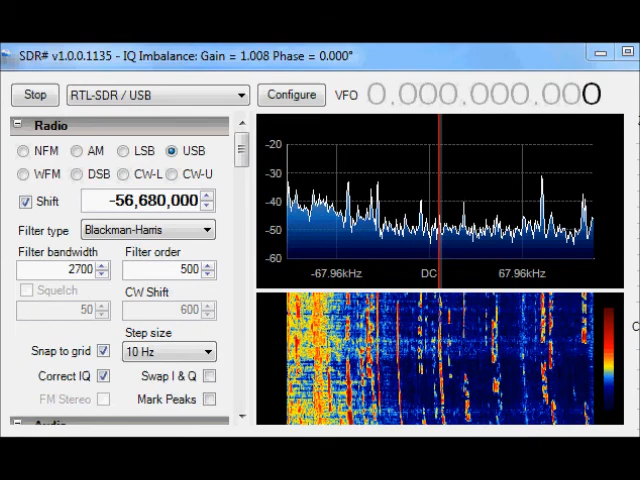 SDR# v1.0.0.1135 - IQ Imbalance: Gain = 1.008 Phase = 0.000°
Stop RTL-SDR / USB Configure VFO 0.000.000.000
Radio
NFM AM LSB USB
WFM DSB CW-L CW-U
Shift -56,680,000
Filter type Blackman-Harris
Filter bandwidth Filter order
2700 500
Squelch CW Shift
50 600
Step size
Snap to grid 10 Hz
Correct IQ Swap I & Q
FM Stereo Mark Peaks
Audio
-20
-30
-40
-50
-60
-67.96kHz DC 67.96kHz